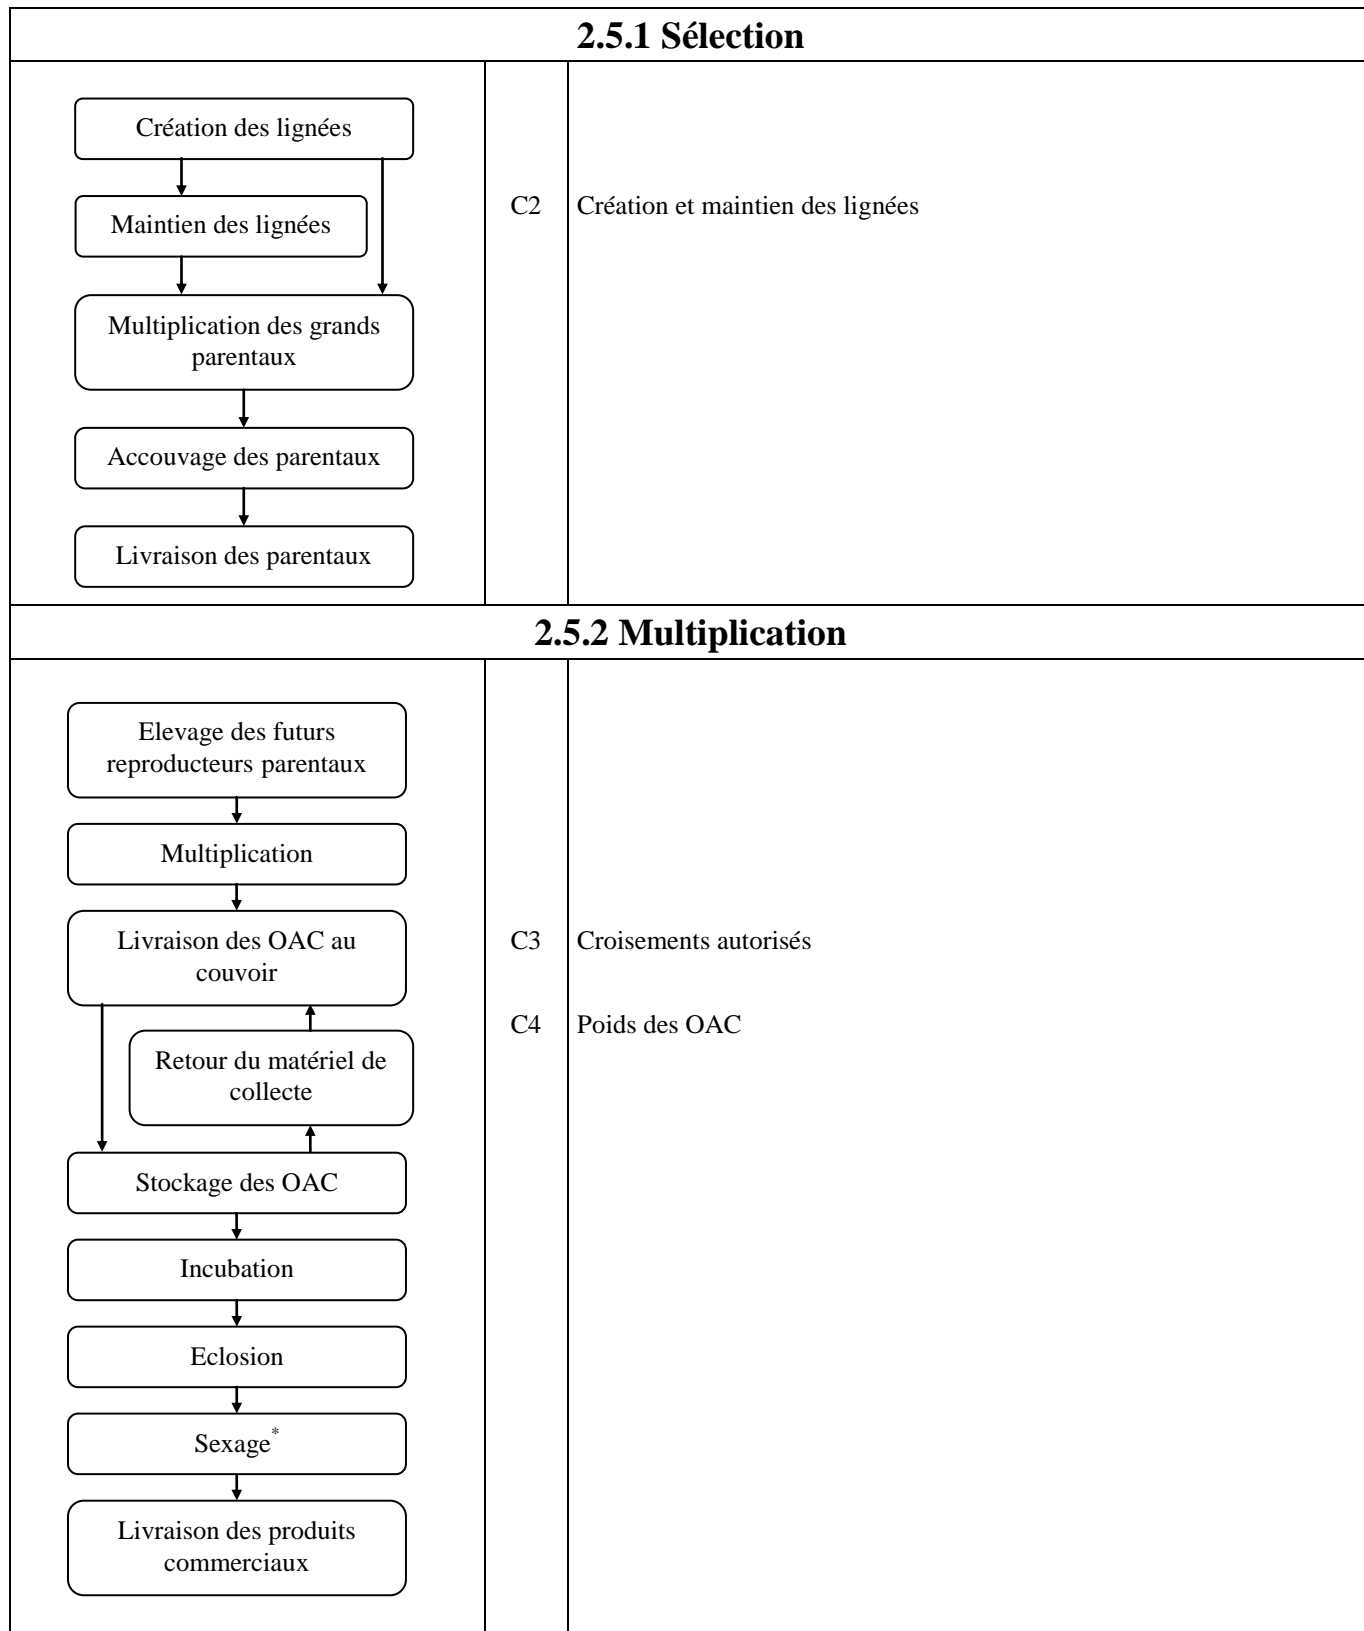 2.5.1 Sélection
Création des lignées
Maintien des lignées
C2 Création et maintien des lignées
Multiplication des grands
parentaux
Accouvage des parentaux
Livraison des parentaux
2.5.2 Multiplication
Elevage des futurs
reproducteurs parentaux
Multiplication
Livraison des OAC au
couvoir
C3 Croisements autorisés
C4 Poids des OAC
Retour du matériel de
collecte
Stockage des OAC
Incubation
Eclosion
Sexage*
Livraison des produits
commerciaux